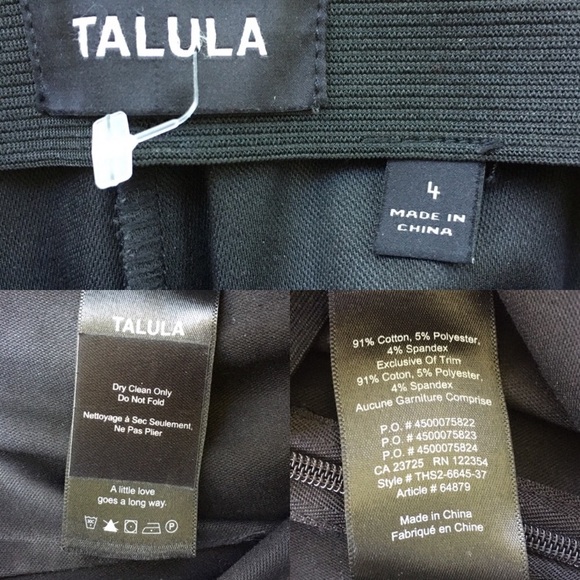 TALULA
4
MADE IN
CHINA
TALULA
Dry Clean Only
Do Not Fold
Nettoyage à Sec Seulement,
Ne Pas Plier
A little love
goes a long way.
P
91% Cotton, 5% Polyester,
4% Spandex
Exclusive Of Trim
91% Cotton, 5% Polyester,
4% Spandex
Aucune Garniture Comprise
P.O. # 4500075822
P.O. # 4500075823
P.O. # 4500075824
CA 23725 RN 122354
Style # THS2-6645-37
Article # 64879
Made in China
Fabriqué en Chine